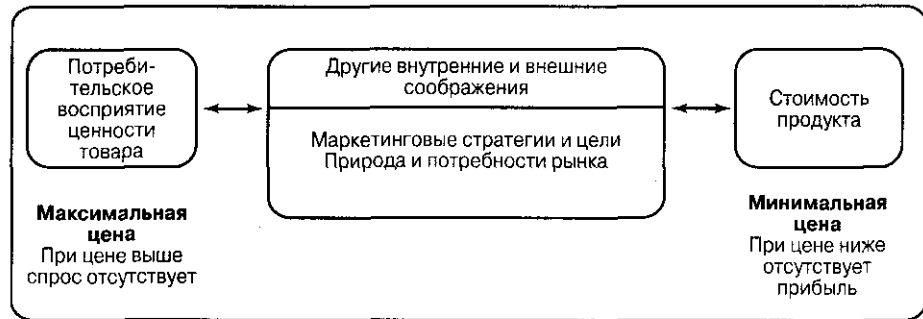 Потреби-
тельское
восприятие
ценности
товара
Максимальная
цена
При цене выше
спрос отсутствует
Другие внутренние и внешние
соображения
Маркетинговые стратегии и цели
Природа и потребности рынка
Стоимость
продукта
Минимальная
цена
При цене ниже
отсутствует
прибыль